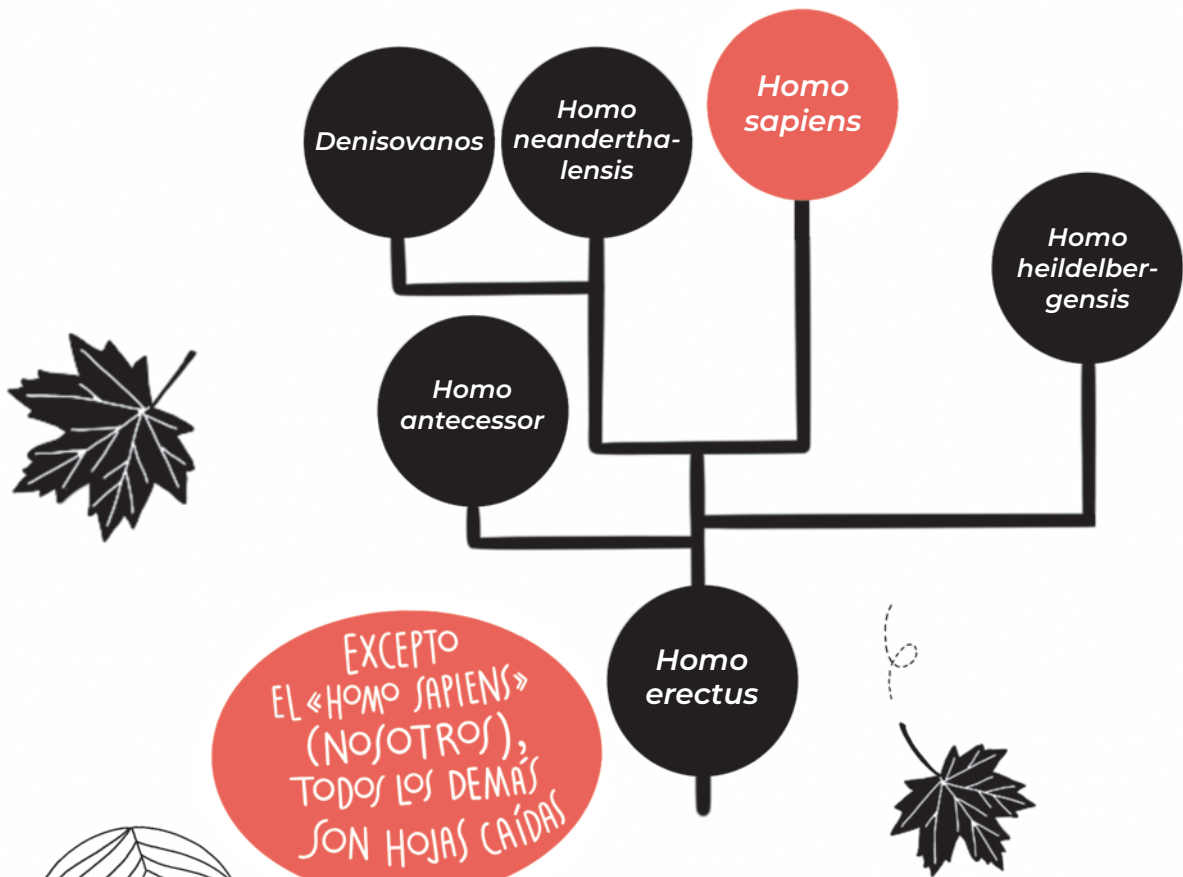 Denisovanos
Homo
neandertha-
lensis
Homo
sapiens
Homo
heildelber-
gensis
Homo
antecessor
Homo
erectus
EXCEPTO
EL «HOMO SAPIENS»
(NOSOTROS),
TODOS LOS DEMÁS
SON HOJAS CAÍDAS